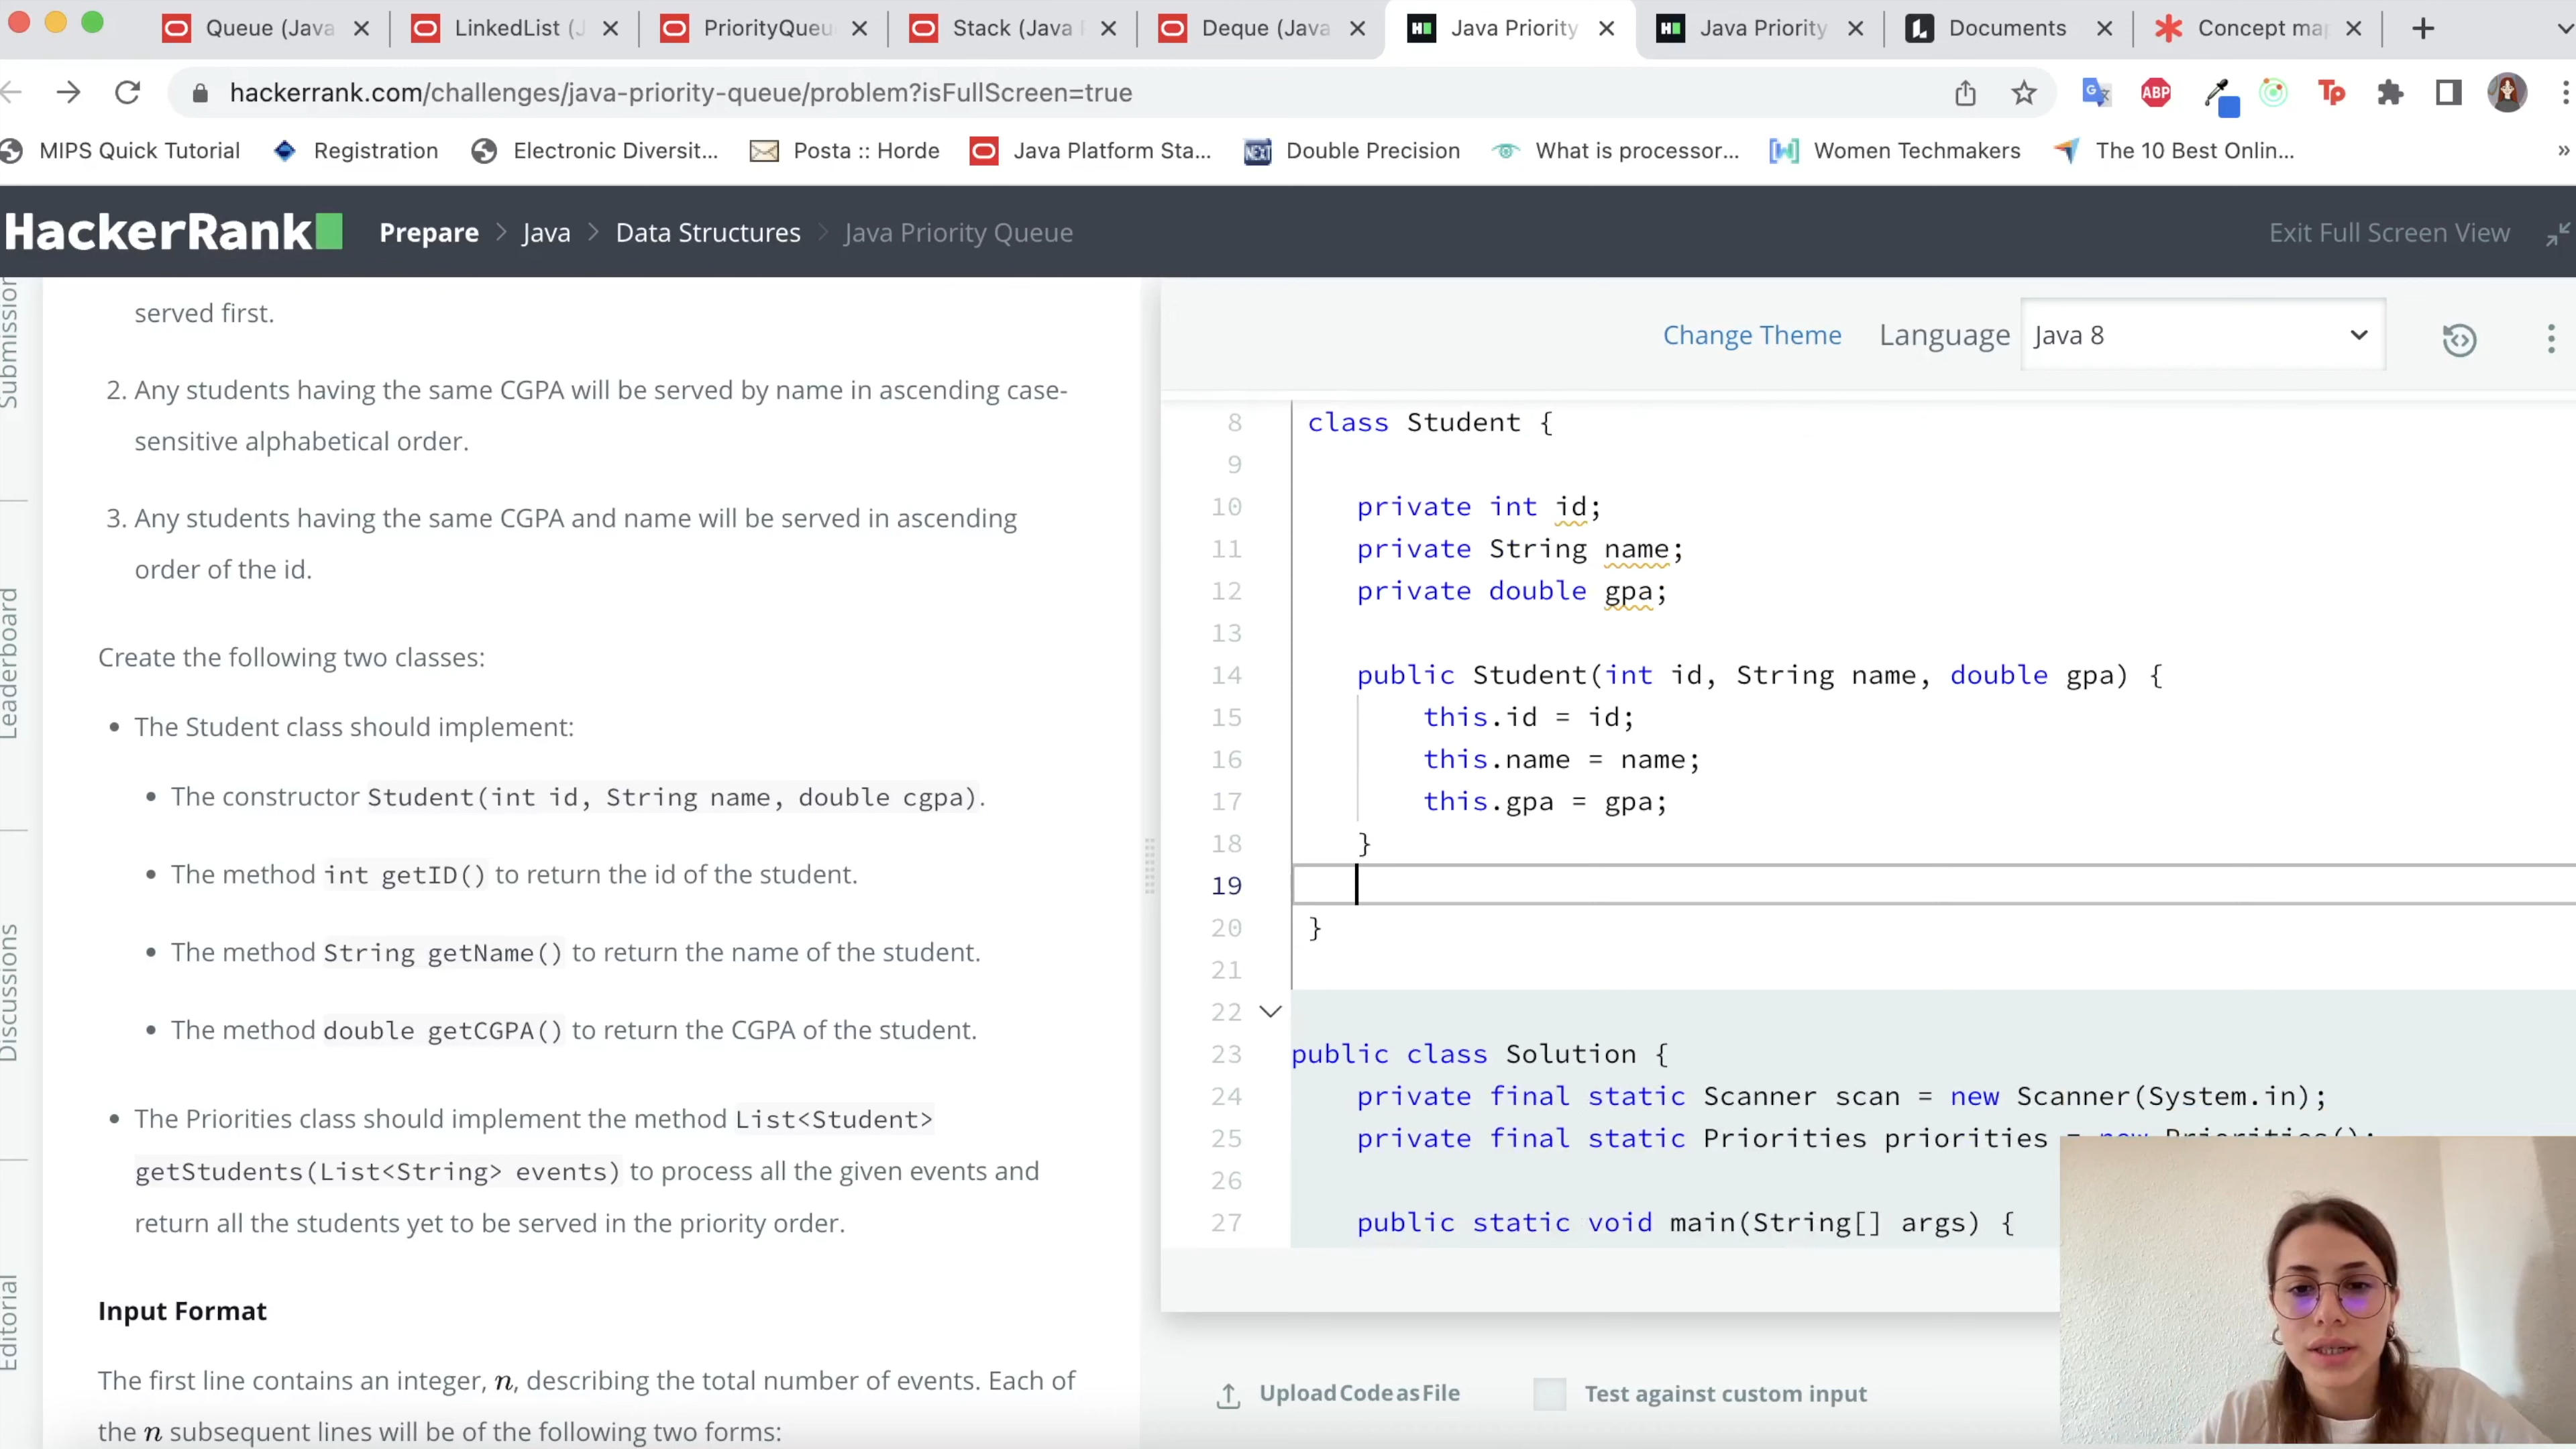 Queue (Java
LinkedList (J
PriorityQueu
Stack (Java
Deque (Java
Java Priority
Java Priority
Documents
Concept map
hackerrank.com/challenges/java-priority-queue/problem?isFullScreen=true
ABP
Tp
MIPS Quick Tutorial
Registration
Electronic Diversit...
Posta :: Horde
Java Platform Sta...
NEXT
Double Precision
What is processor...
Women Techmakers
The 10 Best Onlin...
»
HackerRank
Prepare > Java > Data Structures > Java Priority Queue
Exit Full Screen View
Submission
Leaderboard
Discussions
Editorial
served first.
2. Any students having the same CGPA will be served by name in ascending case-
sensitive alphabetical order.
3. Any students having the same CGPA and name will be served in ascending
order of the id.
Create the following two classes:
• The Student class should implement:
• The constructor Student(int id, String name, double cgpa).
• The method int getID() to return the id of the student.
• The method String getName() to return the name of the student.
• The method double getCGPA() to return the CGPA of the student.
• The Priorities class should implement the method List<Student>
getStudents(List<String> events) to process all the given events and
return all the students yet to be served in the priority order.
Input Format
The first line contains an integer, n, describing the total number of events. Each of
the n subsequent lines will be of the following two forms:
Change Theme
Language
Java 8
8 class Student {
9
10 private int id;
11 private String name;
12 private double gpa;
13
14 public Student(int id, String name, double gpa) {
15 this.id = id;
16 this.name = name;
17 this.gpa = gpa;
18 }
19
20 }
21
22
23 public class Solution {
24 private final static Scanner scan = new Scanner(System.in);
25 private final static Priorities priorities = new Priorities();
26
27 public static void main(String[] args) {
Upload Code as File
Test against custom input